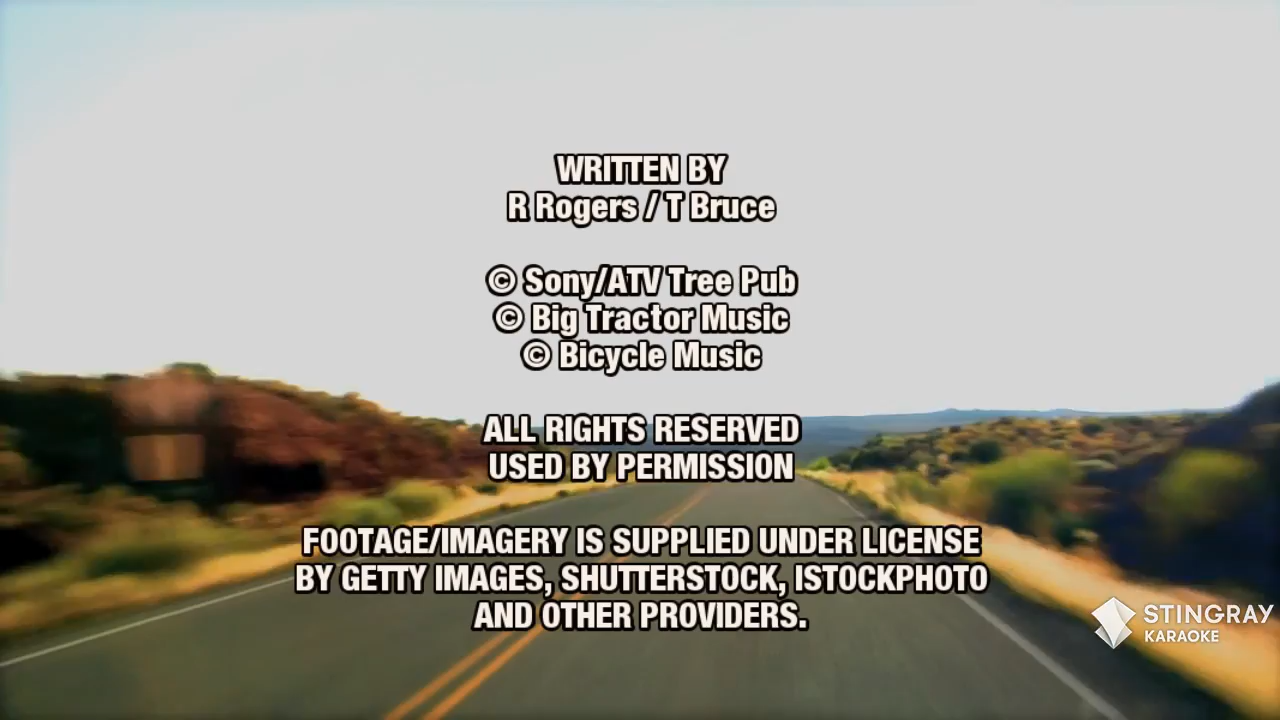 WRITTEN BY
R Rogers / T Bruce
© Sony/ATV Tree Pub
© Big Tractor Music
© Bicycle Music
ALL RIGHTS RESERVED
USED BY PERMISSION
FOOTAGE/IMAGERY IS SUPPLIED UNDER LICENSE
BY GETTY IMAGES, SHUTTERSTOCK, ISTOCKPHOTO
AND OTHER PROVIDERS.
STINGRAY
KARAOKE